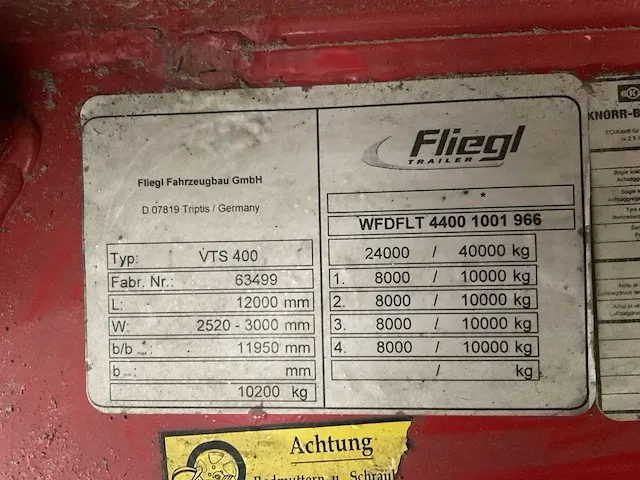 Fliegl Fahrzeugbau GmbH
D 07819 Triptis / Germany
Typ: VTS 400
Fabr. Nr.: 63499
L: 12000 mm
W: 2520 - 3000 mm
b/b 11950 mm
b mm
10200 kg
Fliegl
TRAILER
*
WFDFLT 4400 1001 966
24000 / 40000 kg
1. 8000 / 10000 kg
2. 8000 / 10000 kg
3. 8000 / 10000 kg
4. 8000 / 10000 kg
/ kg
KNORR-B
Achtung
Radmuttern u. Schraub